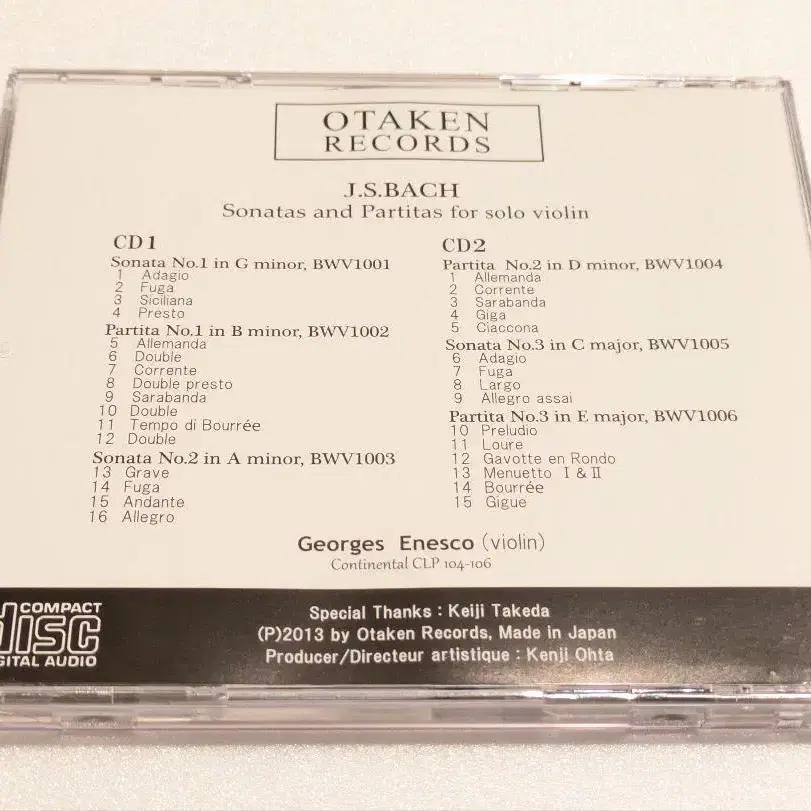 OTAKEN
RECORDS
J.S.BACH
Sonatas and Partitas for solo violin
CD1
Sonata No.1 in G minor, BWV1001
1 Adagio
2 Fuga
3 Siciliana
4 Presto
Partita No.1 in B minor, BWV1002
5 Allemanda
6 Double
7 Corrente
8 Double presto
9 Sarabanda
10 Double
11 Tempo di Bourrée
12 Double
Sonata No.2 in A minor, BWV1003
13 Grave
14 Fuga
15 Andante
16 Allegro
CD2
Partita No.2 in D minor, BWV1004
1 Allemanda
2 Corrente
3 Sarabanda
4 Giga
5 Ciaccona
Sonata No.3 in C major, BWV1005
6 Adagio
7 Fuga
8 Largo
9 Allegro assai
Partita No.3 in E major, BWV1006
10 Preludio
11 Loure
12 Gavotte en Rondo
13 Menuetto I & II
14 Bourrée
15 Gigue
Georges Enesco (violin)
Continental CLP 104-106
COMPACT
disc
DIGITAL AUDIO
Special Thanks : Keiji Takeda
(P)2013 by Otaken Records, Made in Japan
Producer/Directeur artistique : Kenji Ohta